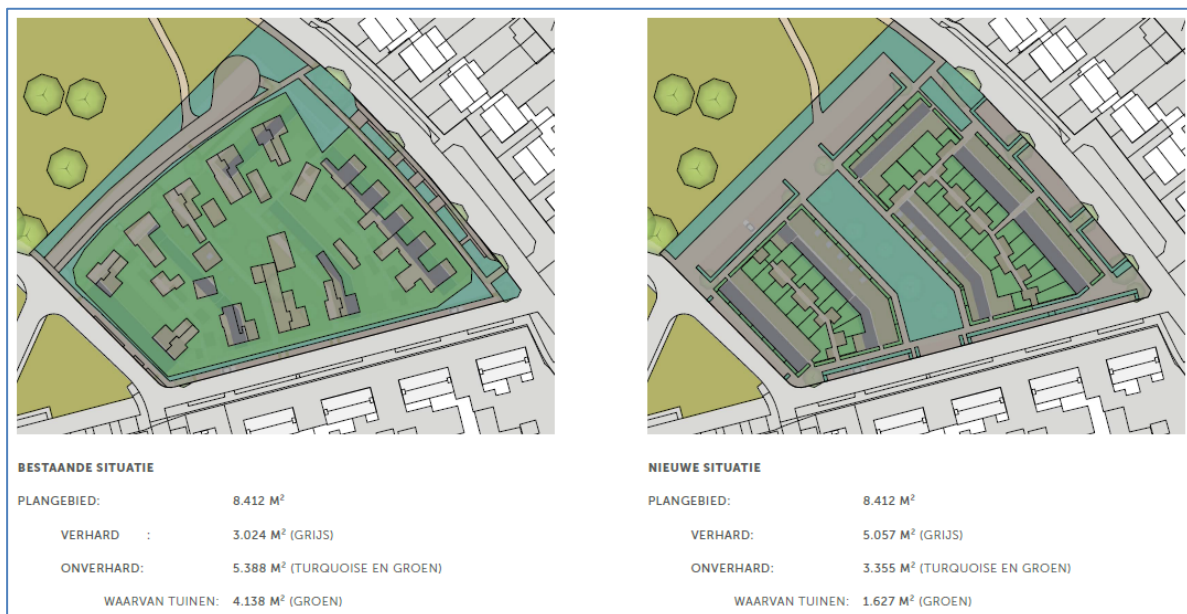 BESTAANDE SITUATIE
PLANGEBIED: 8.412 M²
VERHARD : 3.024 M² (GRIJS)
ONVERHARD: 5.388 M² (TURQUOISE EN GROEN)
WAARVAN TUINEN: 4.138 M² (GROEN)
NIEUWE SITUATIE
PLANGEBIED: 8.412 M²
VERHARD: 5.057 M² (GRIJS)
ONVERHARD: 3.355 M² (TURQUOISE EN GROEN)
WAARVAN TUINEN: 1.627 M² (GROEN)